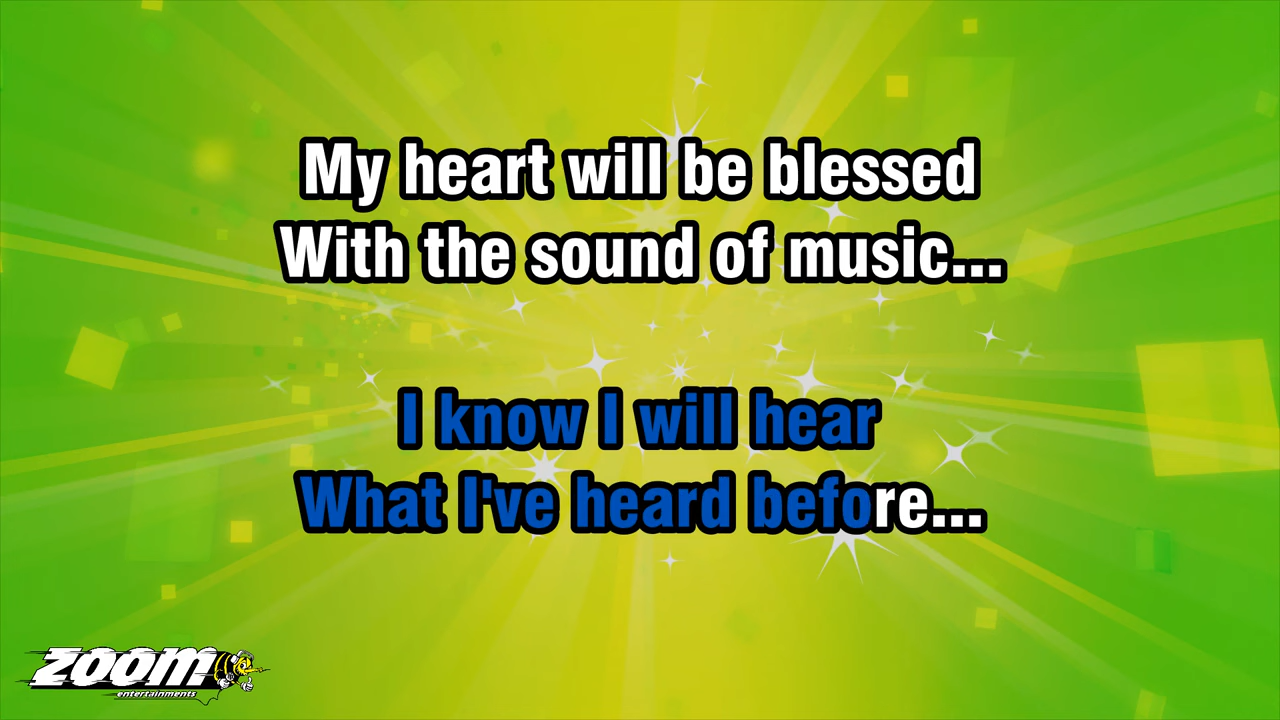 My heart will be blessed
With the sound of music...
I know I will hear
What I've heard before...
zoom
entertainments